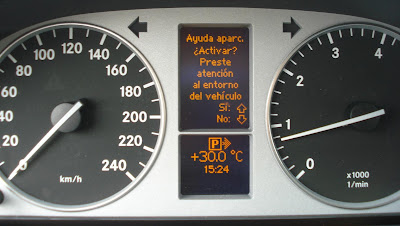 20
40
60
80
100
120
140
160
180
200
220
240
km/h
Ayuda aparc.
¿Activar?
Preste
atención
al entorno
del vehículo
Sí:
No:
P
+30.0 °C
15:24
0
1
2
3
4
x1000
1/min